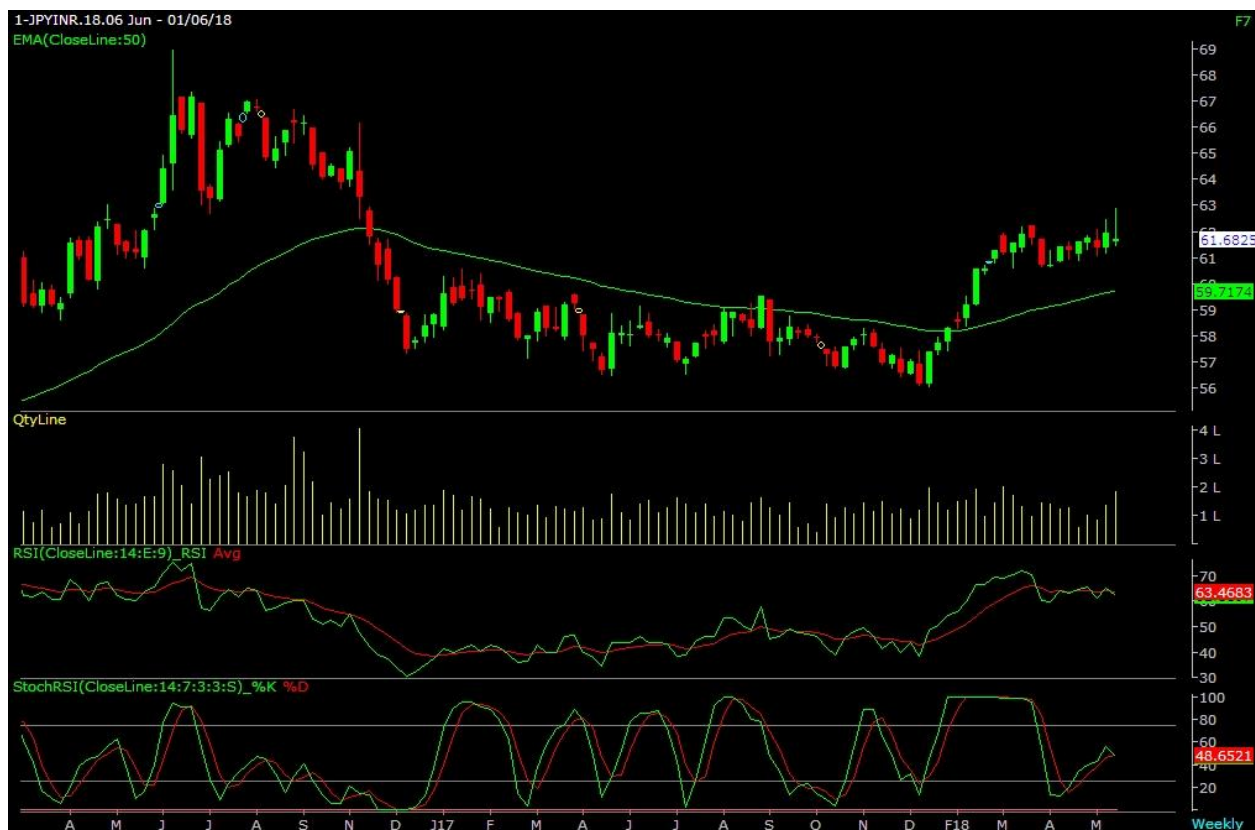 1-JPYINR.18.06 Jun - 01/06/18
F7
EMA(CloseLine:50)
69
68
67
66
65
64
63
61.6825
61
59.7174
59
58
57
56
QtyLine
4 L
3 L
2 L
1 L
RSI(CloseLine:14:E:9)_RSI Avg
70
63.4683
50
40
30
StochRSI(CloseLine:14:7:3:3:S)_%K %D
100
80
60
48.6521
40
20
A M J J A S N D J17 F M A J J A S O N D F18 M A M
Weekly